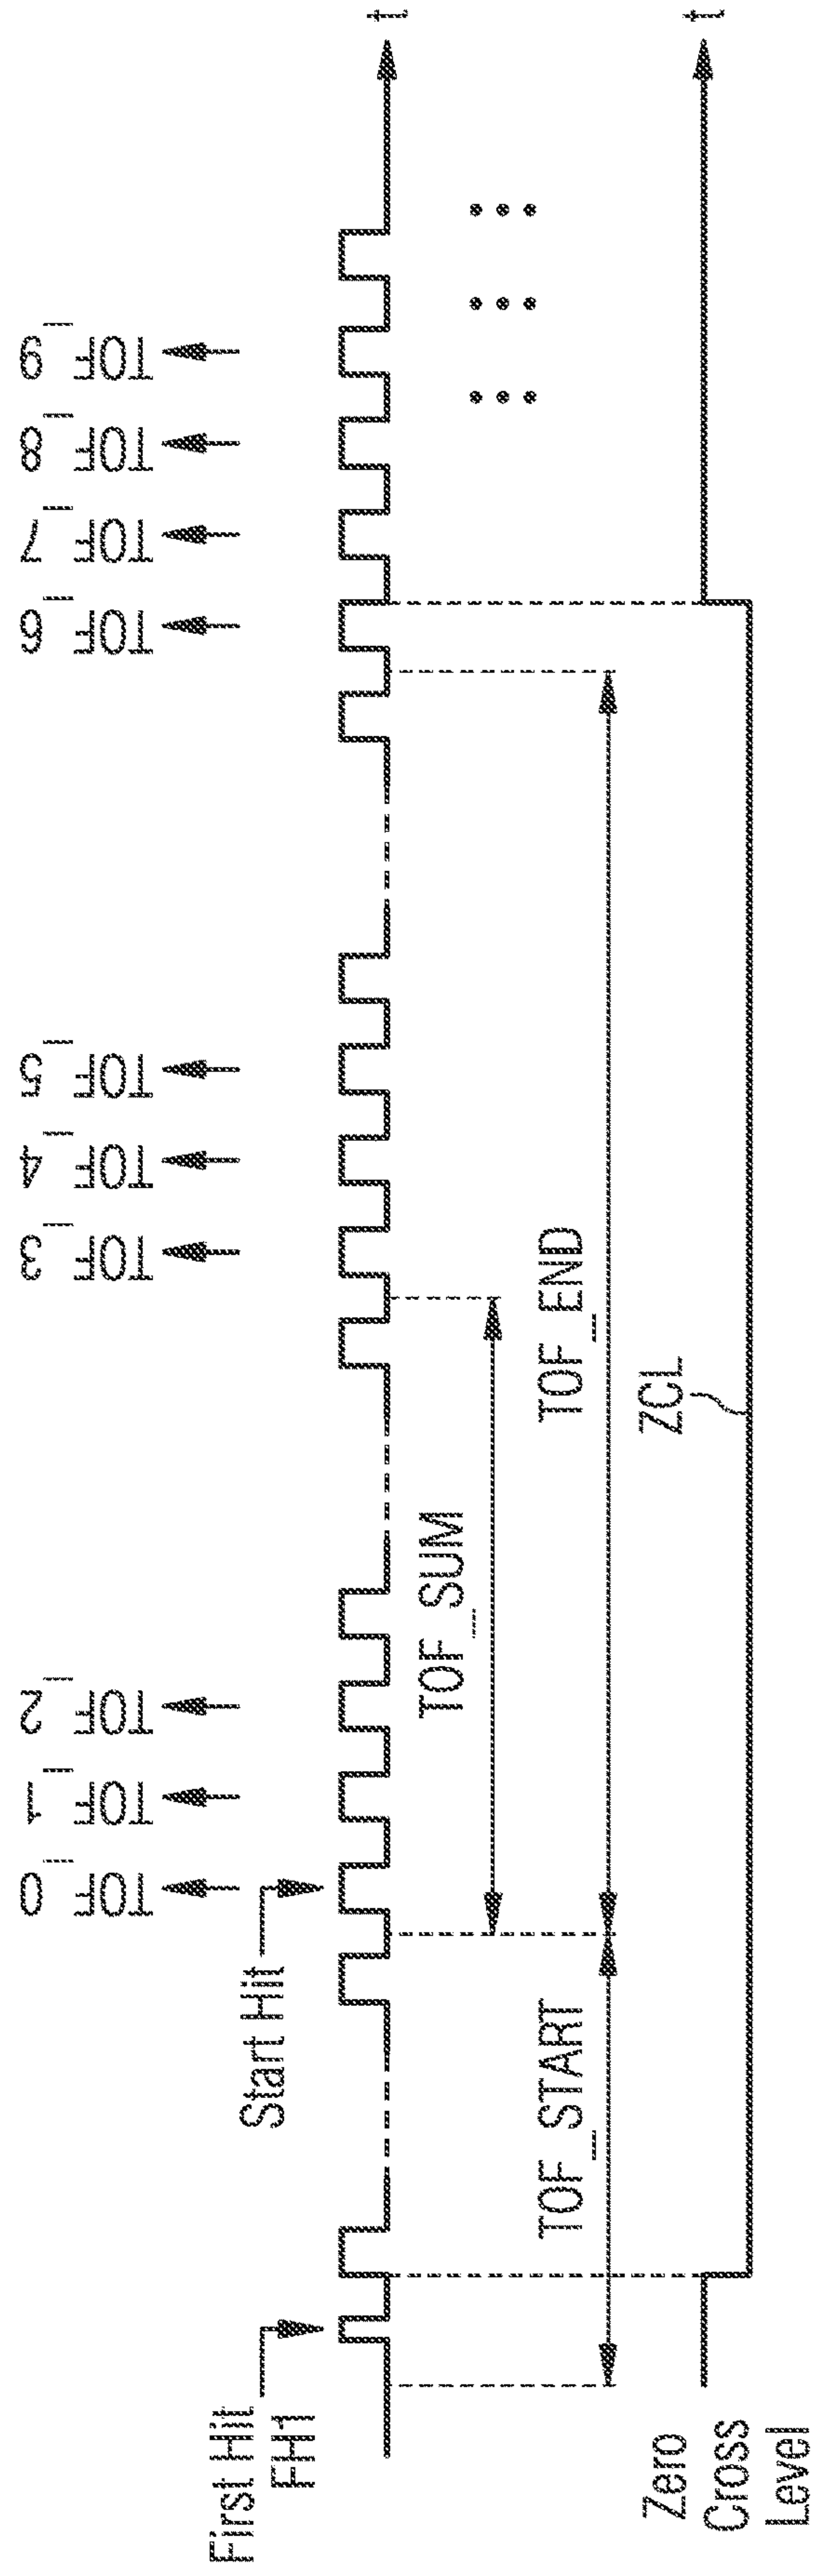 First Hit
FH1
Start Hit
TOF_0
TOF_1
TOF_2
TOF_3
TOF_4
TOF_5
TOF_6
TOF_7
TOF_8
TOF_9
t
TOF_SUM
TOF_START
TOF_END
ZCL
Zero
Cross
Level
t